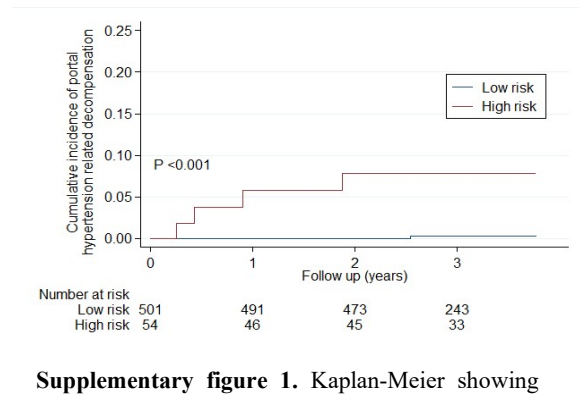 Cumulative incidence of portal
hypertension related decompensation
0.25
0.20
0.15
0.10
0.05
0.00
Low risk
High risk
P <0.001
0 1 2 3
Follow up (years)
Number at risk
Low risk 501 491 473 243
High risk 54 46 45 33
Supplementary figure 1. Kaplan-Meier showing